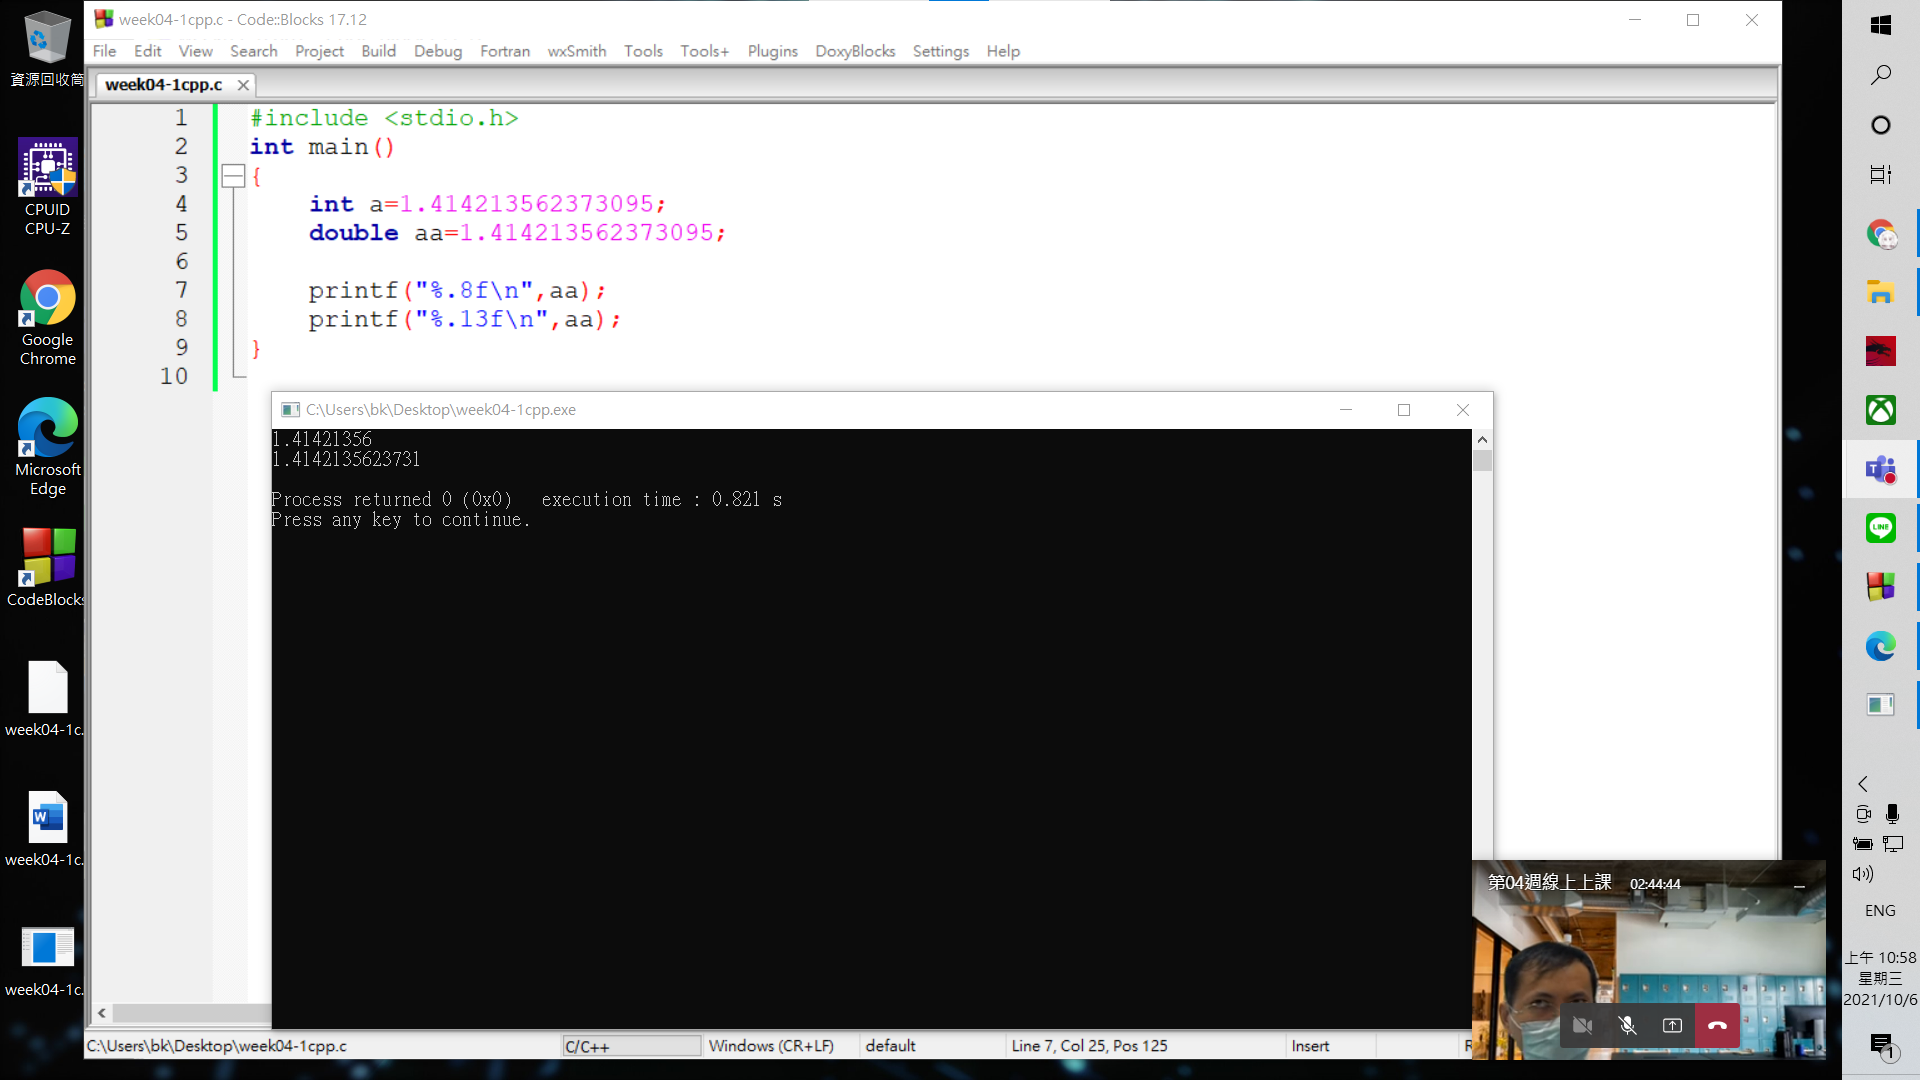 資源回收筒
CPUID
CPU-Z
Google
Chrome
Microsoft
Edge
CodeBlocks
week04-1c.
week04-1c.
week04-1c.
week04-1cpp.c - Code::Blocks 17.12
File Edit View Search Project Build Debug Fortran wxSmith Tools Tools+ Plugins DoxyBlocks Settings Help
week04-1cpp.c
1 #include <stdio.h>
2 int main()
3 {
4 int a=1.414213562373095;
5 double aa=1.414213562373095;
6
7 printf("%.8f\n",aa);
8 printf("%.13f\n",aa);
9 }
10
C:\Users\bk\Desktop\week04-1cpp.exe
1.41421356
1.4142135623731
Process returned 0 (0x0) execution time : 0.821 s
Press any key to continue.
第04週線上上課 02:44:44
C:\Users\bk\Desktop\week04-1cpp.c C/C++ Windows (CR+LF) default Line 7, Col 25, Pos 125 Insert
LINE
ENG
上午 10:58
星期三
2021/10/6
1